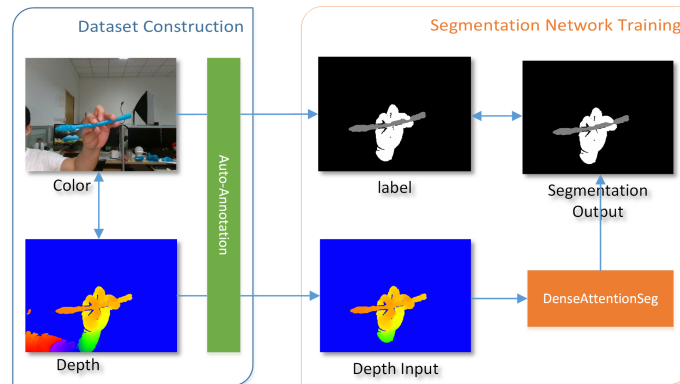 Dataset Construction
Segmentation Network Training
Color
Auto-Annotation
label
Segmentation
Output
DenseAttentionSeg
Depth
Depth Input